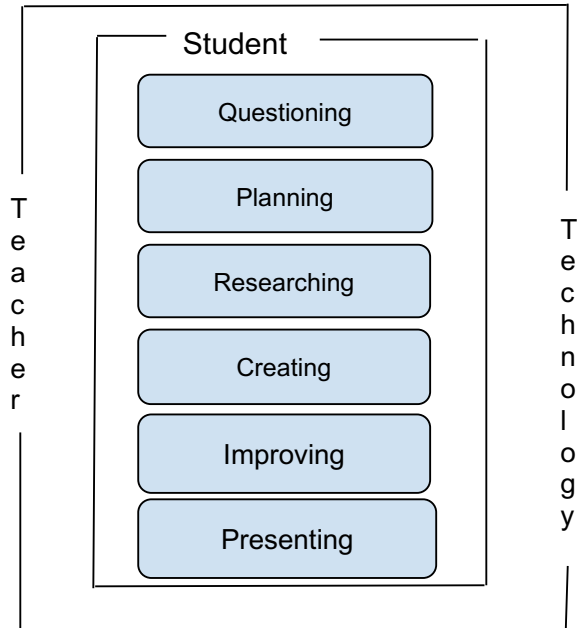 Student
Questioning
Planning
Researching
Creating
Improving
Presenting
Teacher
Technology